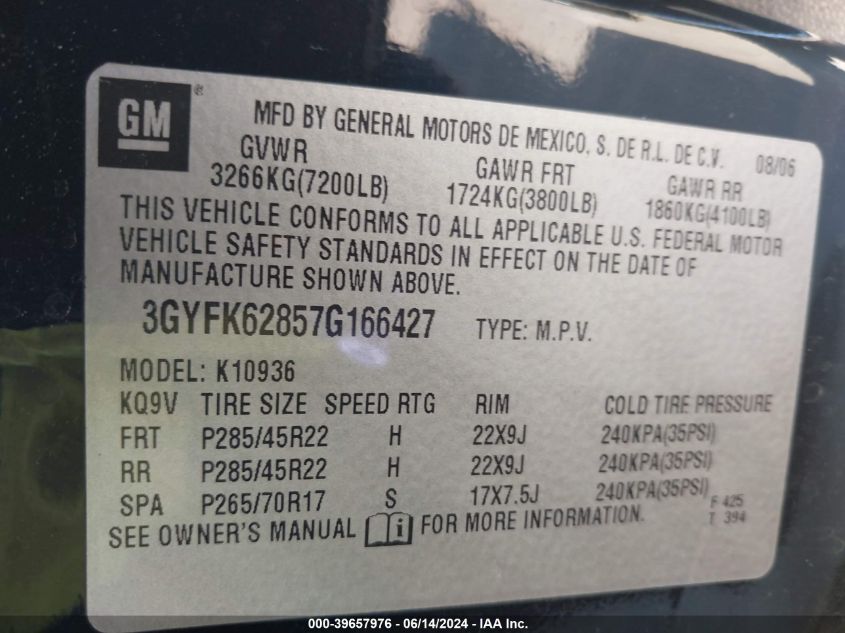 GM ®
MFD BY GENERAL MOTORS DE MEXICO, S. DE R.L. DE C.V. 08/06
GVWR GAWR FRT GAWR RR
3266KG(7200LB) 1724KG(3800LB) 1860KG(4100LB)
THIS VEHICLE CONFORMS TO ALL APPLICABLE U.S. FEDERAL MOTOR
VEHICLE SAFETY STANDARDS IN EFFECT ON THE DATE OF
MANUFACTURE SHOWN ABOVE.
3GYFK62857G166427 TYPE: M.P.V.
MODEL: K10936
KQ9V TIRE SIZE SPEED RTG RIM COLD TIRE PRESSURE
FRT P285/45R22 H 22X9J 240KPA(35PSI)
RR P285/45R22 H 22X9J 240KPA(35PSI)
SPA P265/70R17 S 17X7.5J 240KPA(35PSI)
F 425
SEE OWNER'S MANUAL i FOR MORE INFORMATION. T 394
000-39657976 - 06/14/2024 - IAA Inc.